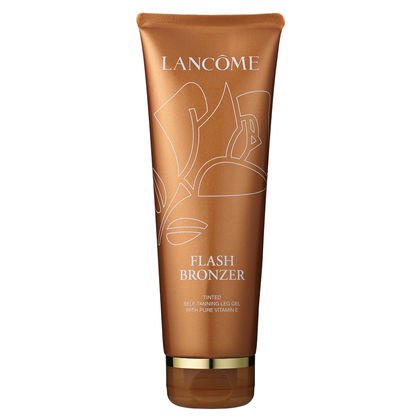 LANCÔME
FLASH
BRONZER
TINTED
SELF-TANNING LEG GEL
WITH PURE VITAMIN E